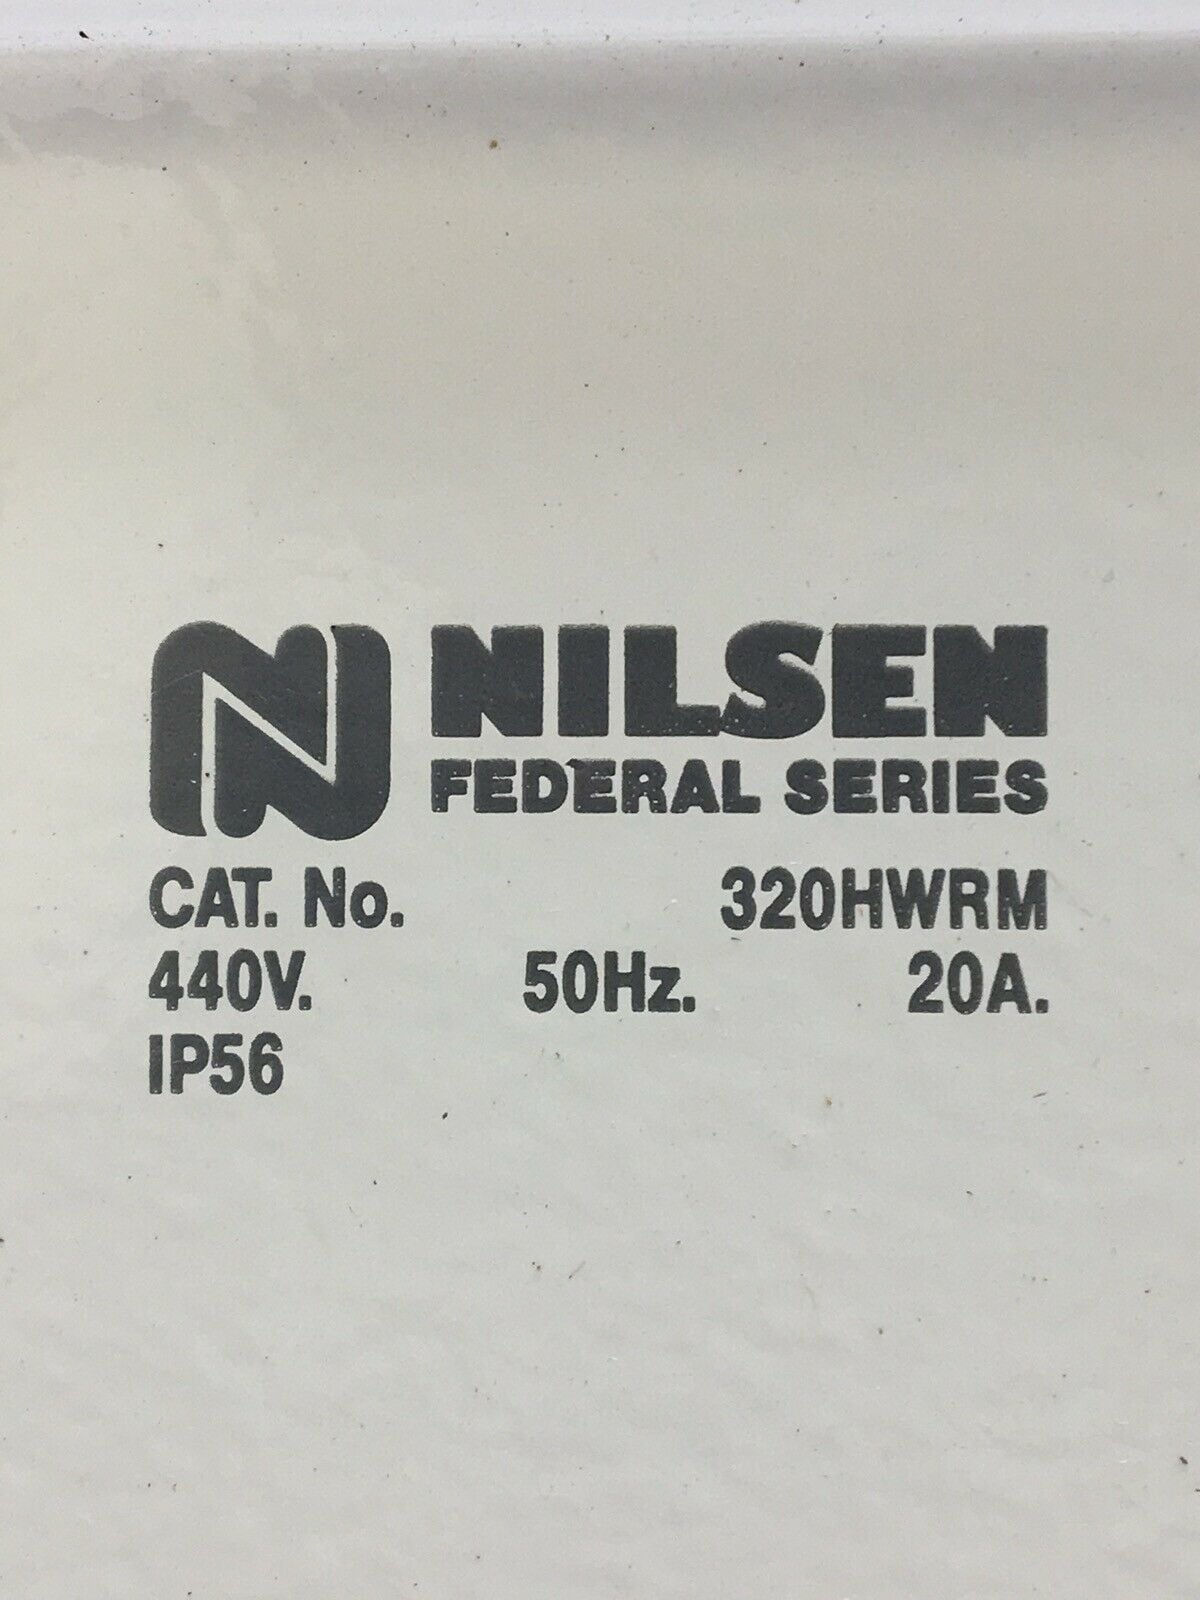 NILSEN
FEDERAL SERIES
CAT. No. 320HWRM
440V. 50Hz. 20A.
IP56